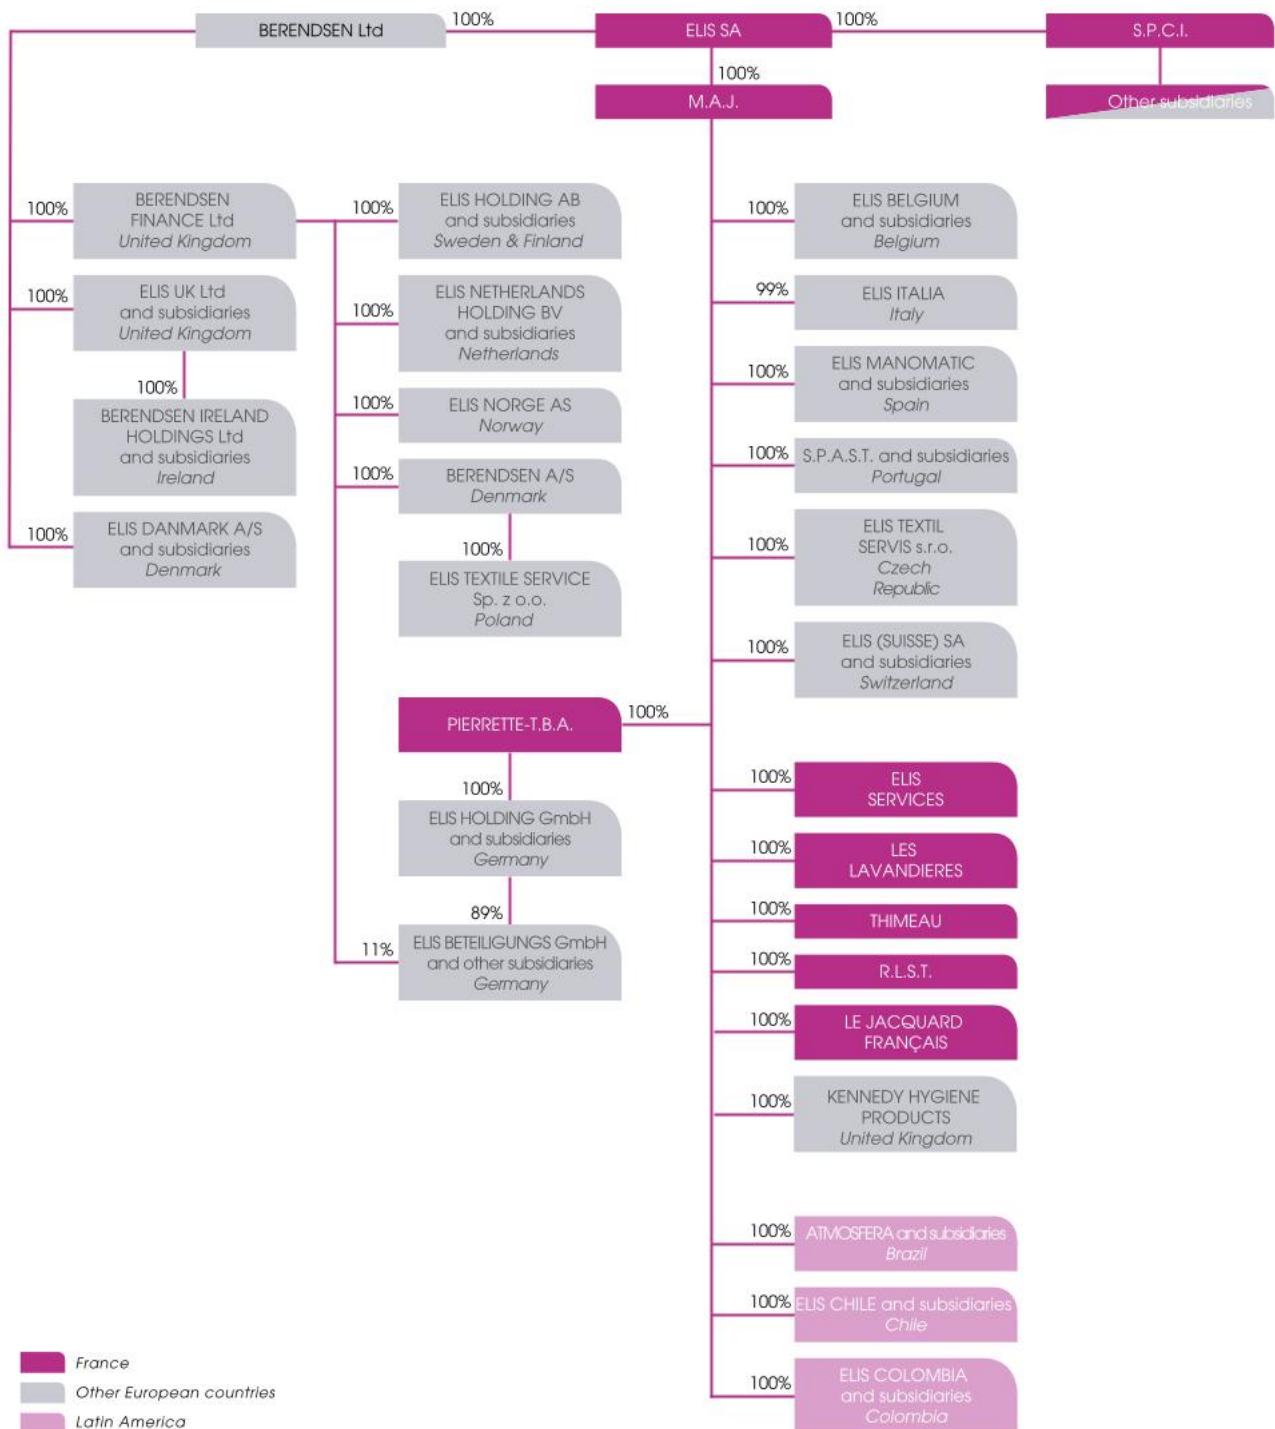 BERENDSEN Ltd
100%
ELIS SA
100%
S.P.C.I.
100%
M.A.J.
Other subsidiaries
100%
BERENDSEN
FINANCE Ltd
United Kingdom
100%
ELIS UK Ltd
and subsidiaries
United Kingdom
100%
BERENDSEN IRELAND
HOLDINGS Ltd
and subsidiaries
Ireland
100%
ELIS DANMARK A/S
and subsidiaries
Denmark
100%
ELIS HOLDING AB
and subsidiaries
Sweden & Finland
100%
ELIS NETHERLANDS
HOLDING BV
and subsidiaries
Netherlands
100%
ELIS NORGE AS
Norway
100%
BERENDSEN A/S
Denmark
100%
ELIS TEXTILE SERVICE
Sp. z o.o.
Poland
PIERRETTE-T.B.A.
100%
100%
ELIS HOLDING GmbH
and subsidiaries
Germany
89%
11%
ELIS BETEILIGUNGS GmbH
and other subsidiaries
Germany
100%
ELIS BELGIUM
and subsidiaries
Belgium
99%
ELIS ITALIA
Italy
100%
ELIS MANOMATIC
and subsidiaries
Spain
100%
S.P.A.S.T. and subsidiaries
Portugal
100%
ELIS TEXTIL
SERVIS s.r.o.
Czech
Republic
100%
ELIS (SUISSE) SA
and subsidiaries
Switzerland
100%
ELIS
SERVICES
100%
LES
LAVANDIERES
100%
THIMEAU
100%
R.L.S.T.
100%
LE JACQUARD
FRANÇAIS
100%
KENNEDY HYGIENE
PRODUCTS
United Kingdom
100%
ATMOSFERA and subsidiaries
Brazil
100%
ELIS CHILE and subsidiaries
Chile
100%
ELIS COLOMBIA
and subsidiaries
Colombia
France
Other European countries
Latin America